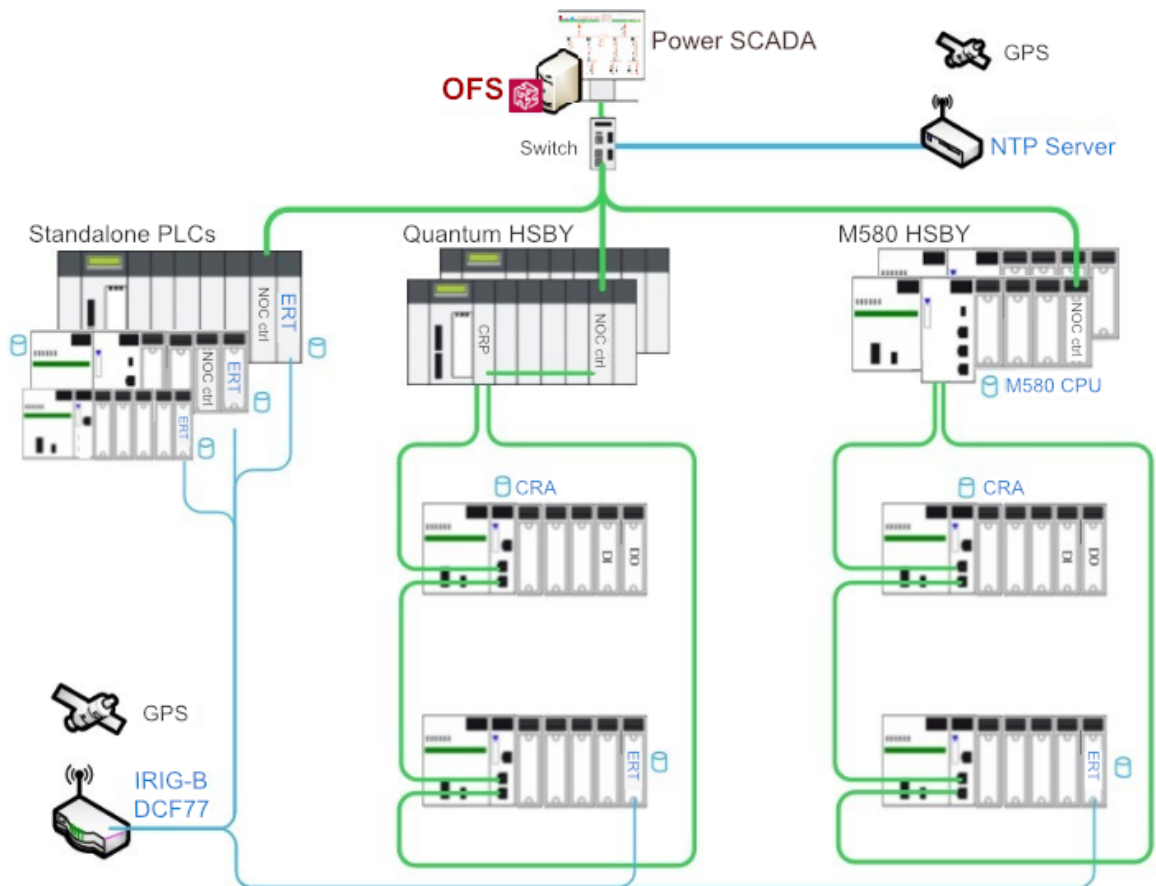 Power SCADA
GPS
OFS
Switch
NTP Server
Standalone PLCs
Quantum HSBY
M580 HSBY
NOC ctrl
ERT
NOC ctrl
ERT
ERT
CRP
NOC ctrl
NOC ctrl
M580 CPU
CRA
DI
DO
CRA
DI
DO
GPS
IRIG-B
DCF77
ERT
ERT